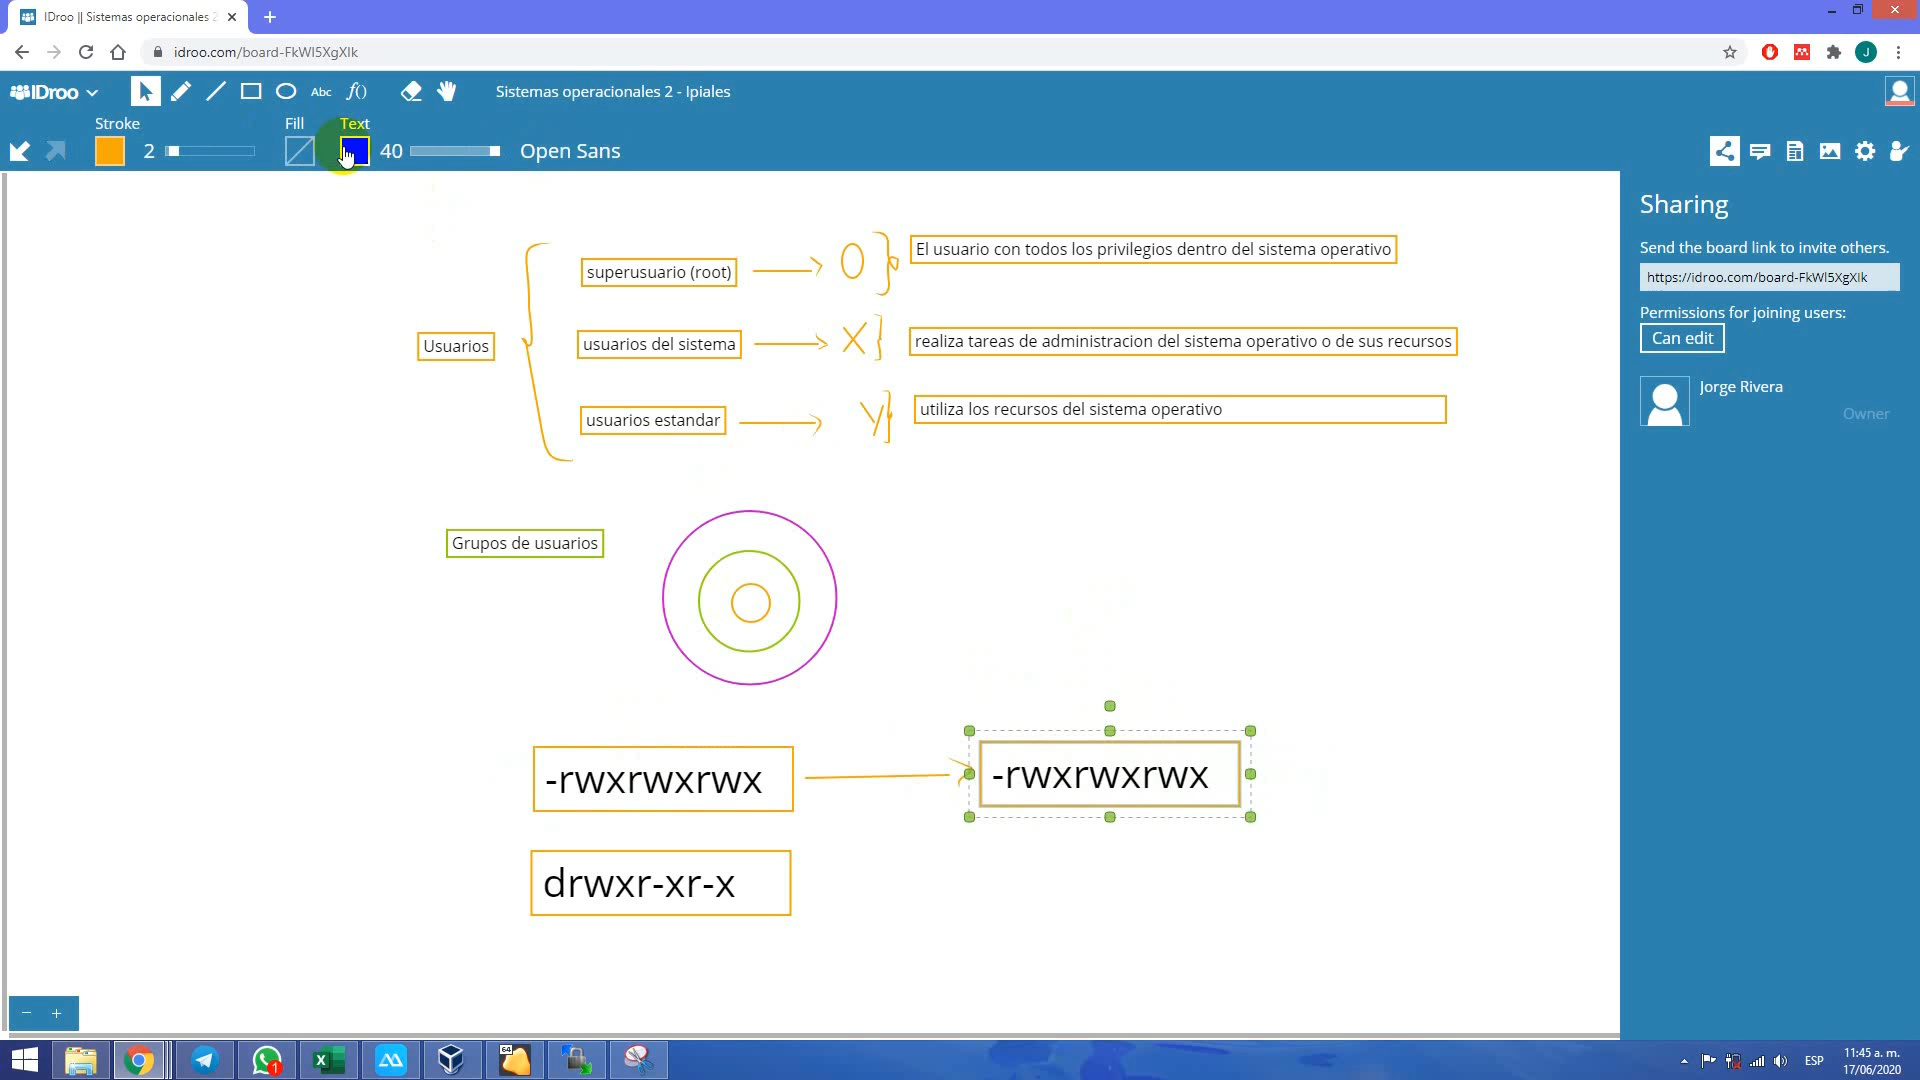 IDroo || Sistemas operacionales 2
idroo.com/board-FkWl5XgXIk
J
IDroo
Abc
f()
Sistemas operacionales 2 - Ipiales
Stroke
Fill
Text
2
40
Open Sans
Sharing
Send the board link to invite others.
https://idroo.com/board-FkWl5XgXIk
Permissions for joining users:
Can edit
Jorge Rivera
Owner
El usuario con todos los privilegios dentro del sistema operativo
superusuario (root)
O
Usuarios
usuarios del sistema
X
realiza tareas de administracion del sistema operativo o de sus recursos
usuarios estandar
Y
utiliza los recursos del sistema operativo
Grupos de usuarios
-rwxrwxrwx
-rwxrwxrwx
drwxr-xr-x
1
64
ESP
11:45 a. m.
17/06/2020